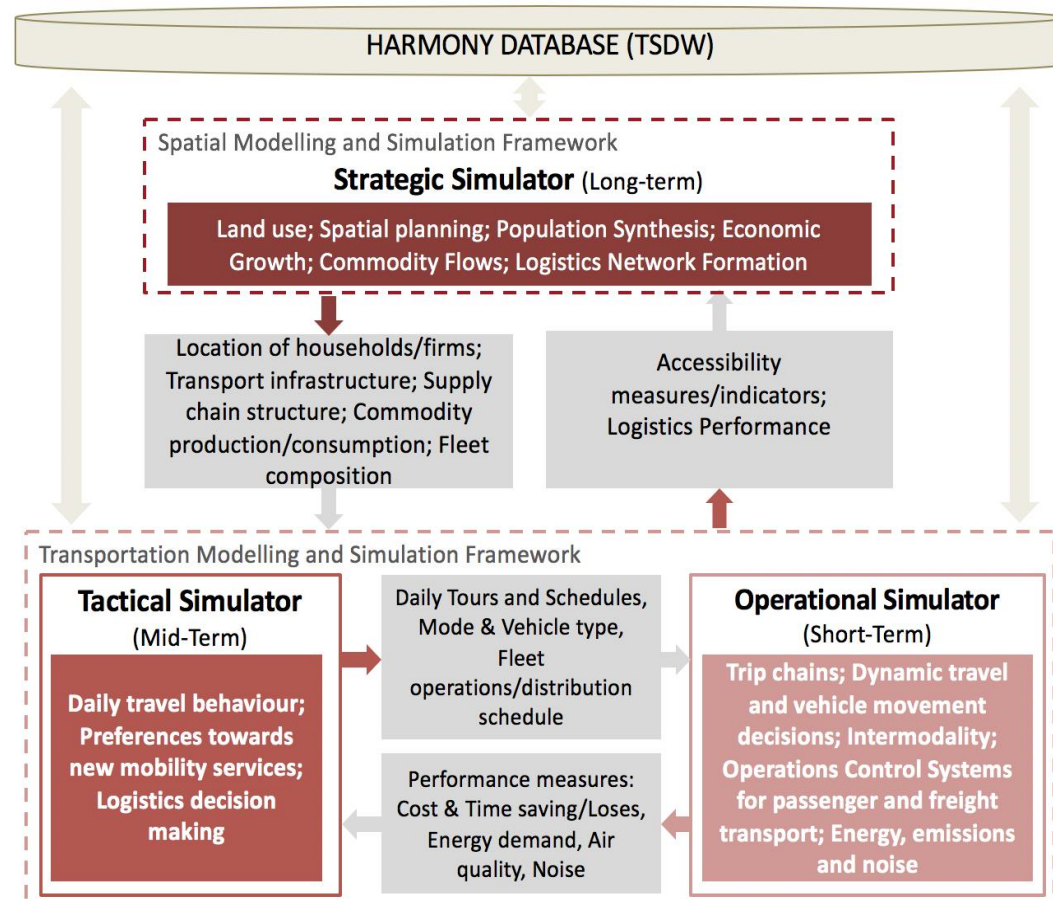 HARMONY DATABASE (TSDW)
Spatial Modelling and Simulation Framework
Strategic Simulator (Long-term)
Land use; Spatial planning; Population Synthesis; Economic
Growth; Commodity Flows; Logistics Network Formation
Location of households/firms;
Transport infrastructure; Supply
chain structure; Commodity
production/consumption; Fleet
composition
Accessibility
measures/indicators;
Logistics Performance
Transportation Modelling and Simulation Framework
Tactical Simulator
(Mid-Term)
Daily travel behaviour;
Preferences towards
new mobility services;
Logistics decision
making
Daily Tours and Schedules,
Mode & Vehicle type,
Fleet
operations/distribution
schedule
Performance measures:
Cost & Time saving/Loses,
Energy demand, Air
quality, Noise
Operational Simulator
(Short-Term)
Trip chains; Dynamic travel
and vehicle movement
decisions; Intermodality;
Operations Control Systems
for passenger and freight
transport; Energy, emissions
and noise